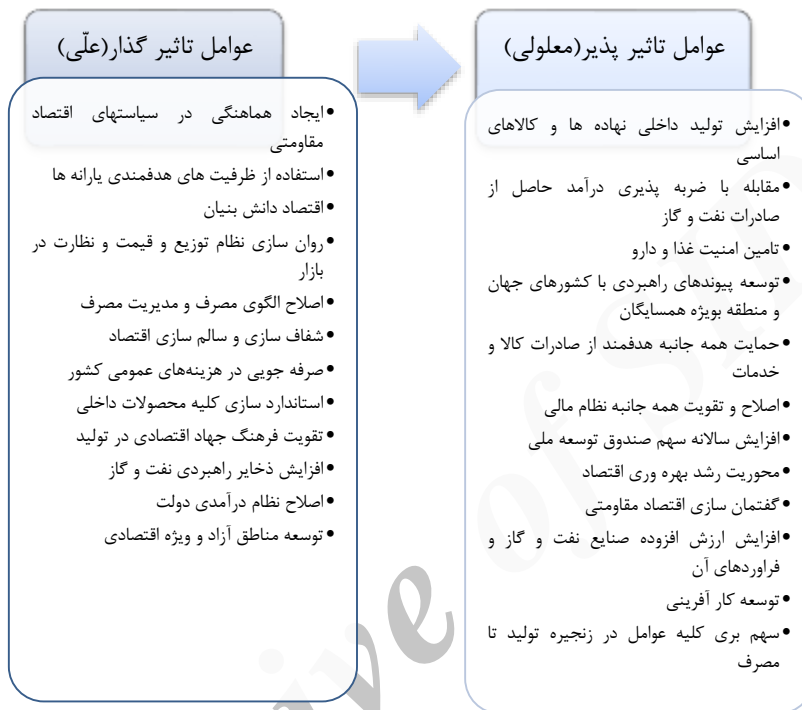 عوامل تاثیر گذار(علّی)
ایجاد هماهنگی در سیاستهای اقتصاد
مقاومتی
استفاده از ظرفیت های هدفمندی یارانه ها
اقتصاد دانش بنیان
روان سازی نظام توزیع و قیمت و نظارت در
بازار
اصلاح الگوی مصرف و مدیریت مصرف
شفاف سازی و سالم سازی اقتصاد
صرفه جویی در هزینه‌های عمومی کشور
استاندارد سازی کلیه محصولات داخلی
تقویت فرهنگ جهاد اقتصادی در تولید
افزایش ذخایر راهبردی نفت و گاز
اصلاح نظام درآمدی دولت
توسعه مناطق آزاد و ویژه اقتصادی
عوامل تاثیر پذیر(معلولی)
افزایش تولید داخلی نهاده ها و کالاهای
اساسی
مقابله با ضربه پذیری درآمد حاصل از
صادرات نفت و گاز
تامین امنیت غذا و دارو
توسعه پیوندهای راهبردی با کشورهای جهان
و منطقه بویژه همسایگان
حمایت همه جانبه هدفمند از صادرات کالا و
خدمات
اصلاح و تقویت همه جانبه نظام مالی
افزایش سالانه سهم صندوق توسعه ملی
محوریت رشد بهره وری اقتصاد
گفتمان سازی اقتصاد مقاومتی
افزایش ارزش افزوده صنایع نفت و گاز و
فراوردهای آن
توسعه کار آفرینی
سهم بری کلیه عوامل در زنجیره تولید تا
مصرف